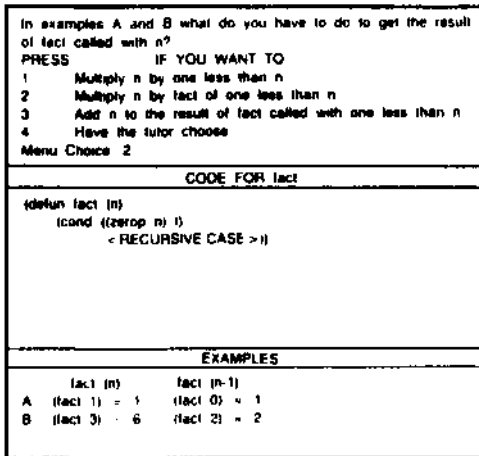 In examples A and B what do you have to do to get the result
of fact called with n?
PRESS IF YOU WANT TO
1 Multiply n by one less than n
2 Multiply n by fact of one less than n
3 Add n to the result of fact called with one less than n
4 Have the tutor choose
Menu Choice 2
CODE FOR fact
(defun fact (n)
(cond ((zerop n) 1)
< RECURSIVE CASE >))
EXAMPLES
fact (n) fact (n-1)
A (fact 1) = 1 (fact 0) = 1
B (fact 3) = 6 (fact 2) = 2